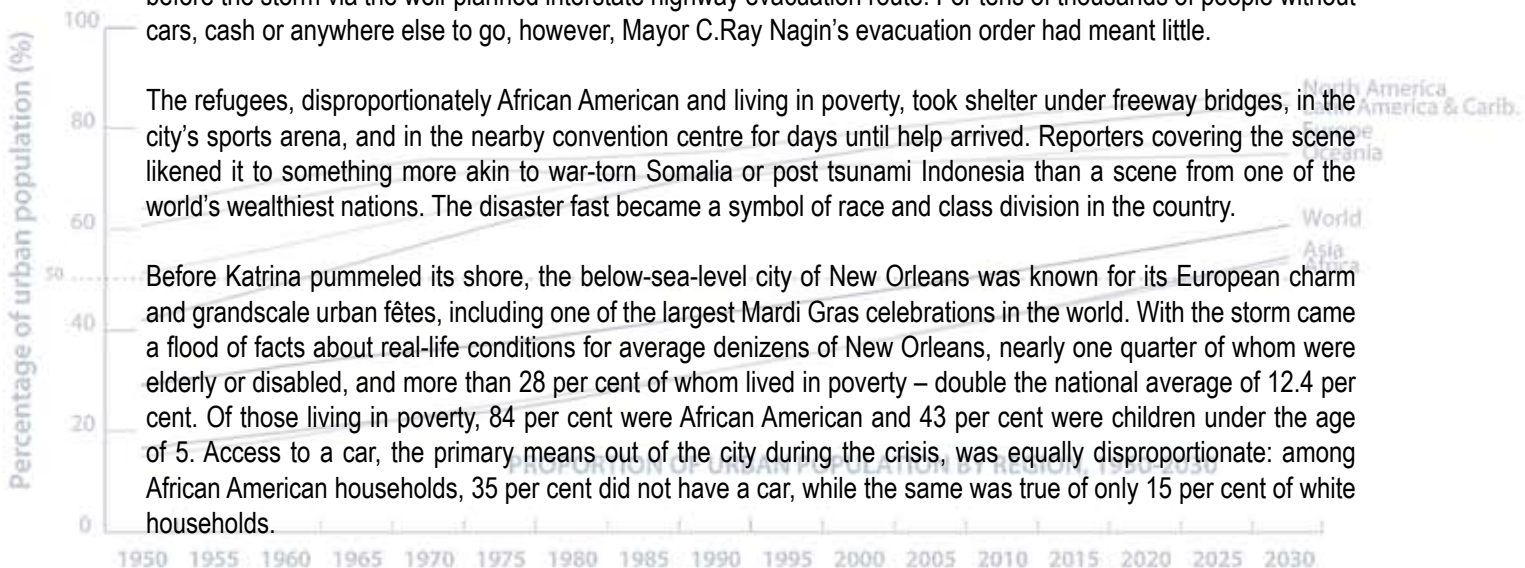 before the storm via the well-planned interstate highway evacuation route. For tens of thousands of people without
cars, cash or anywhere else to go, however, Mayor C.Ray Nagin's evacuation order had meant little.
The refugees, disproportionately African American and living in poverty, took shelter under freeway bridges, in the
city's sports arena, and in the nearby convention centre for days until help arrived. Reporters covering the scene
likened it to something more akin to war-torn Somalia or post tsunami Indonesia than a scene from one of the
world's wealthiest nations. The disaster fast became a symbol of race and class division in the country.
Before Katrina pummeled its shore, the below-sea-level city of New Orleans was known for its European charm
and grandscale urban fêtes, including one of the largest Mardi Gras celebrations in the world. With the storm came
a flood of facts about real-life conditions for average denizens of New Orleans, nearly one quarter of whom were
elderly or disabled, and more than 28 per cent of whom lived in poverty – double the national average of 12.4 per
cent. Of those living in poverty, 84 per cent were African American and 43 per cent were children under the age
of 5. Access to a car, the primary means out of the city during the crisis, was equally disproportionate: among
African American households, 35 per cent did not have a car, while the same was true of only 15 per cent of white
households.
Percentage of urban population (%)
100
80
60
50
40
20
0
North America
Latin America & Carib.
Europe
Oceania
World
Asia
Africa
PROPORTION OF URBAN POPULATION BY REGION, 1950-2030
1950 1955 1960 1965 1970 1975 1980 1985 1990 1995 2000 2005 2010 2015 2020 2025 2030